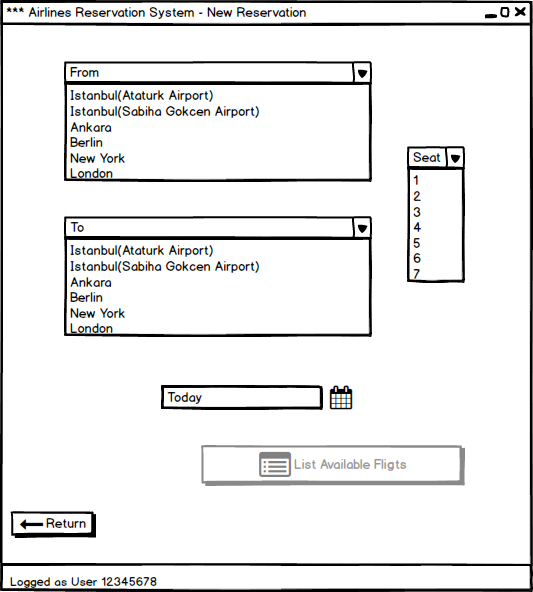 *** Airlines Reservation System - New Reservation
From
Istanbul(Ataturk Airport)
Istanbul(Sabiha Gokcen Airport)
Ankara
Berlin
New York
London
Seat
1
2
3
4
5
6
7
To
Istanbul(Ataturk Airport)
Istanbul(Sabiha Gokcen Airport)
Ankara
Berlin
New York
London
Today
List Available Fligts
Return
Logged as User 12345678